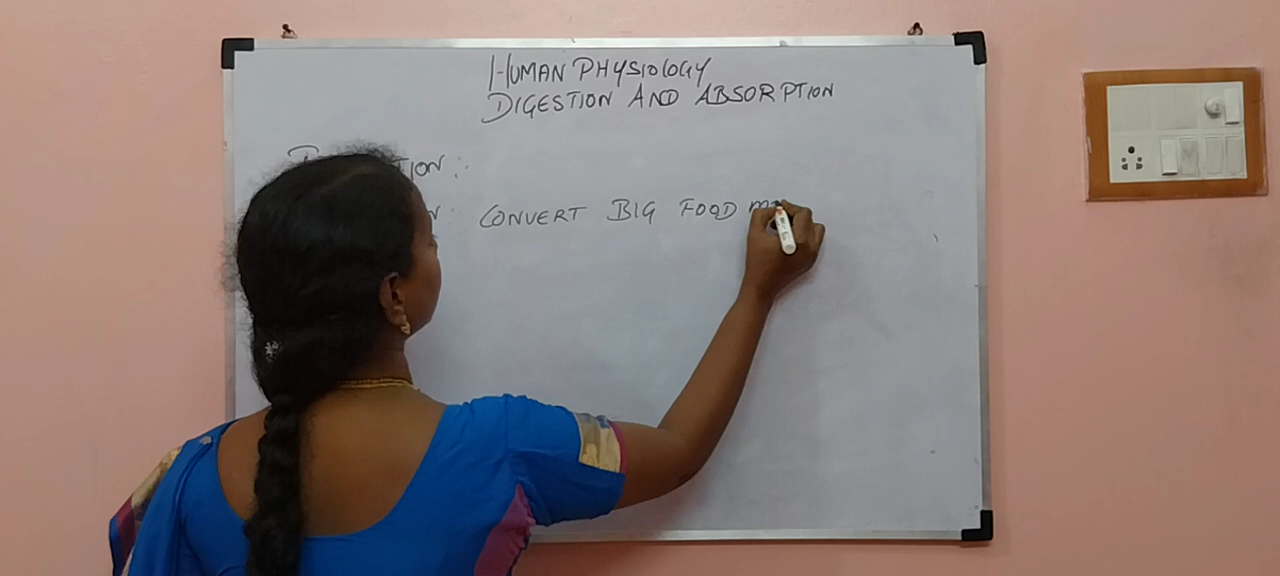 HUMAN PHYSIOLOGY
DIGESTION AND ABSORPTION
CONVERT BIG FOOD